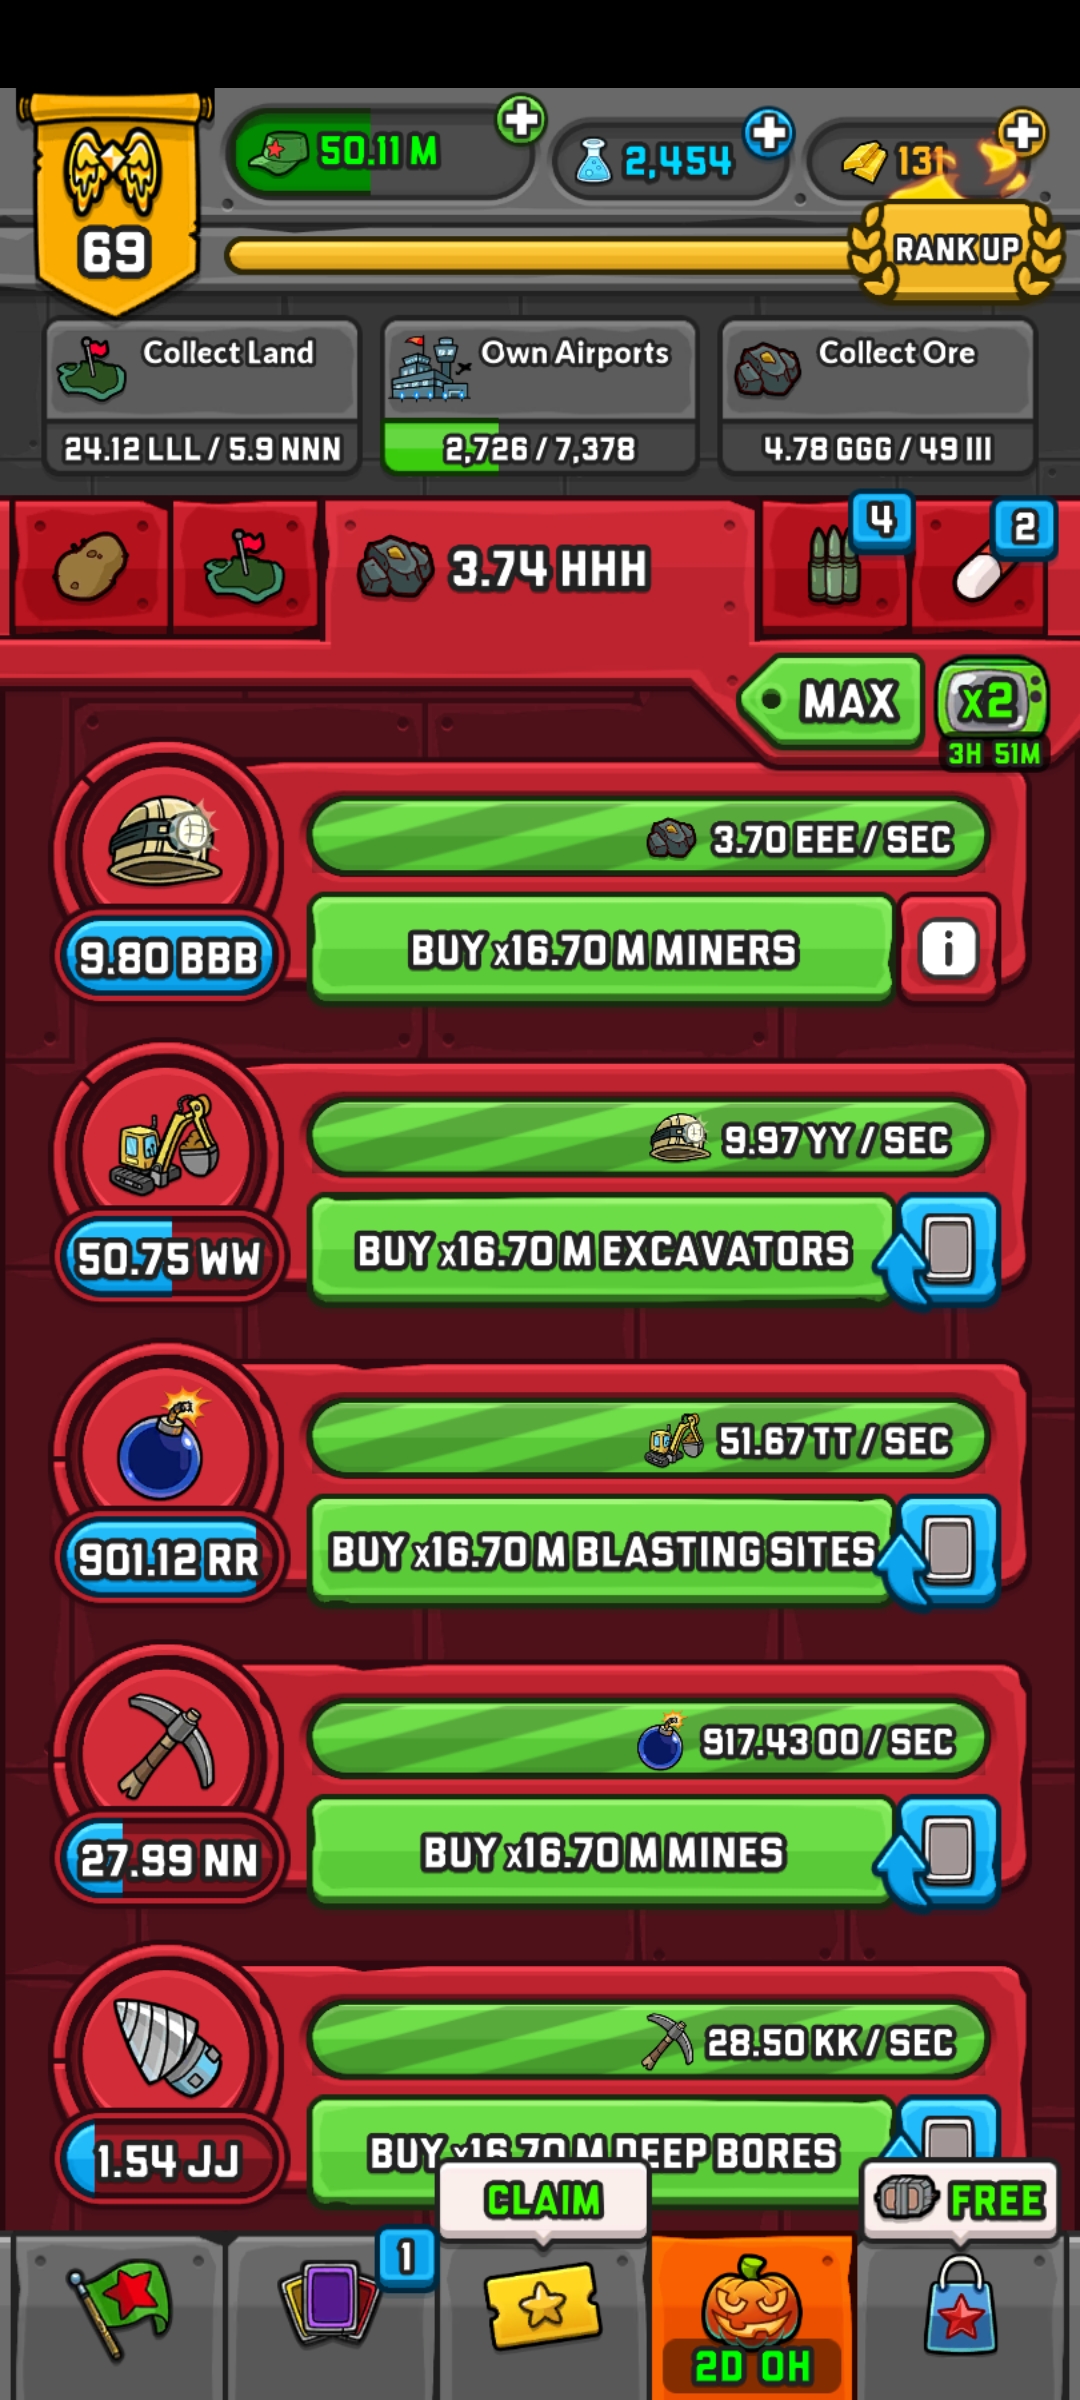 50.11 M
2,454
131
69
RANK UP
Collect Land
Own Airports
Collect Ore
24.12 LLL / 5.9 NNN
2,726 / 7,378
4.78 GGG / 49 III
3.74 HHH
4
2
MAX
x2
3H 51M
3.70 EEE / SEC
9.80 BBB
BUY x16.70 M MINERS
i
9.97 YY / SEC
50.75 WW
BUY x16.70 M EXCAVATORS
51.67 TT / SEC
901.12 RR
BUY x16.70 M BLASTING SITES
917.43 OO / SEC
27.99 NN
BUY x16.70 M MINES
28.50 KK / SEC
1.54 JJ
BUY x16.70 M DEEP BORES
CLAIM
FREE
1
2D 0H